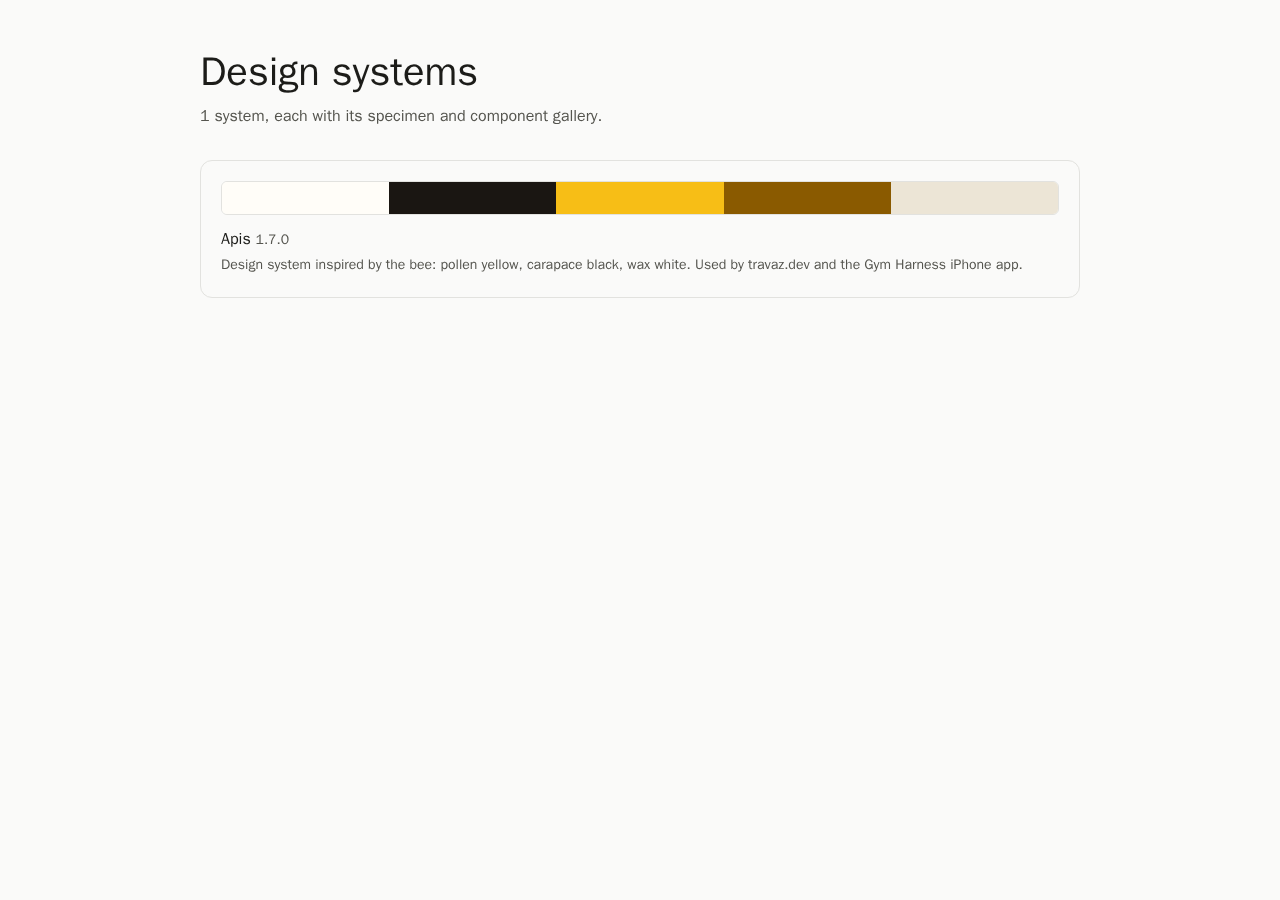 Design systems
1 system, each with its specimen and component gallery.
Apis 1.7.0
Design system inspired by the bee: pollen yellow, carapace black, wax white. Used by travaz.dev and the Gym Harness iPhone app.